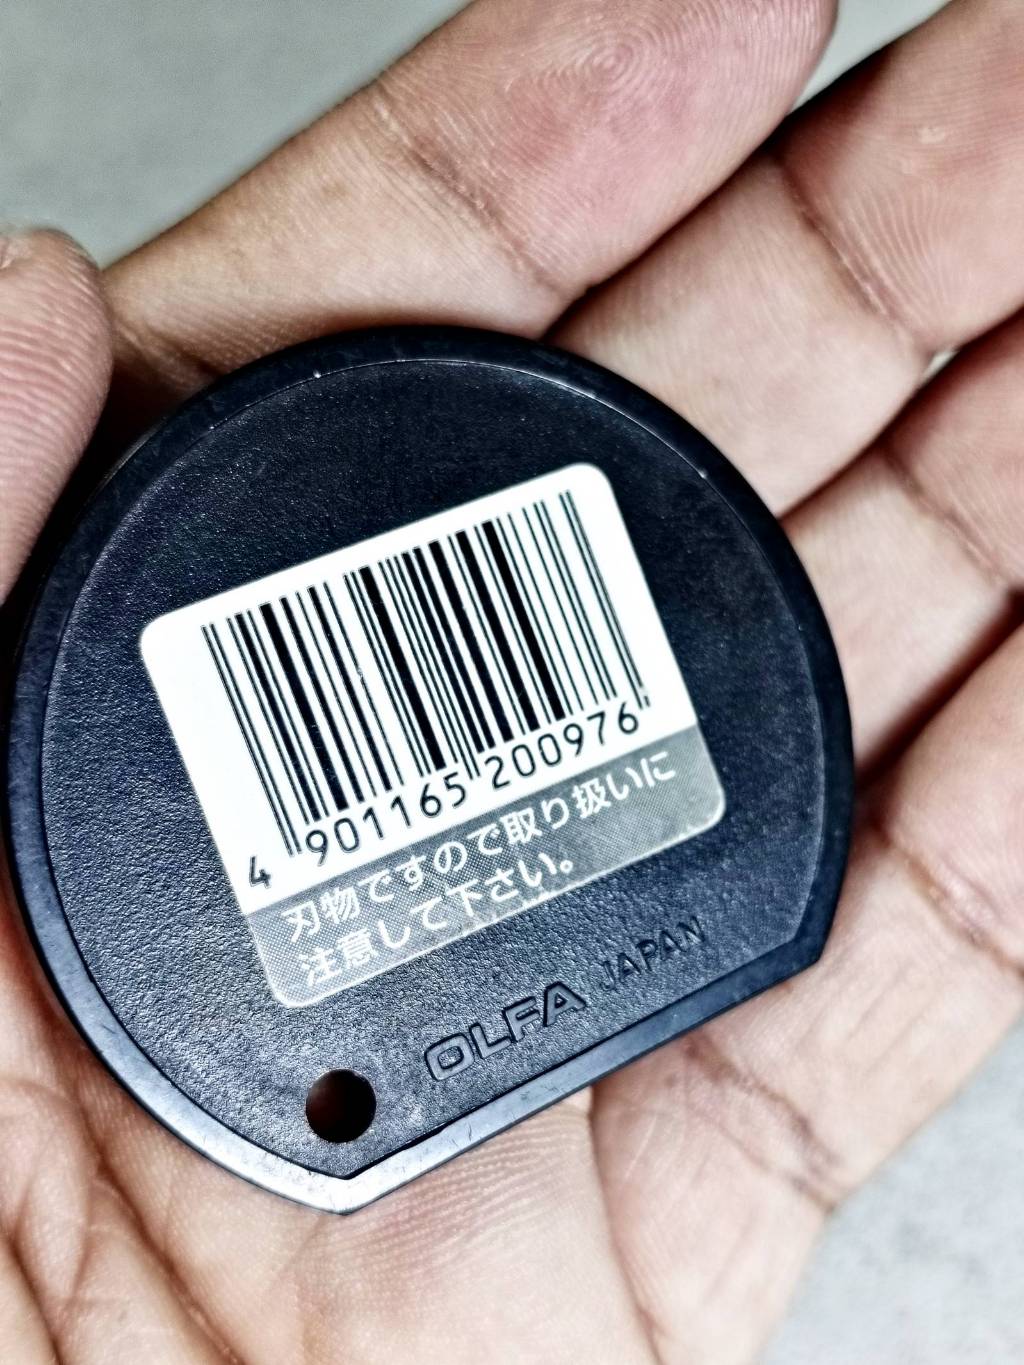 4 901165 200976
刃物ですので取り扱いに
注意して下さい。
OLFA JAPAN